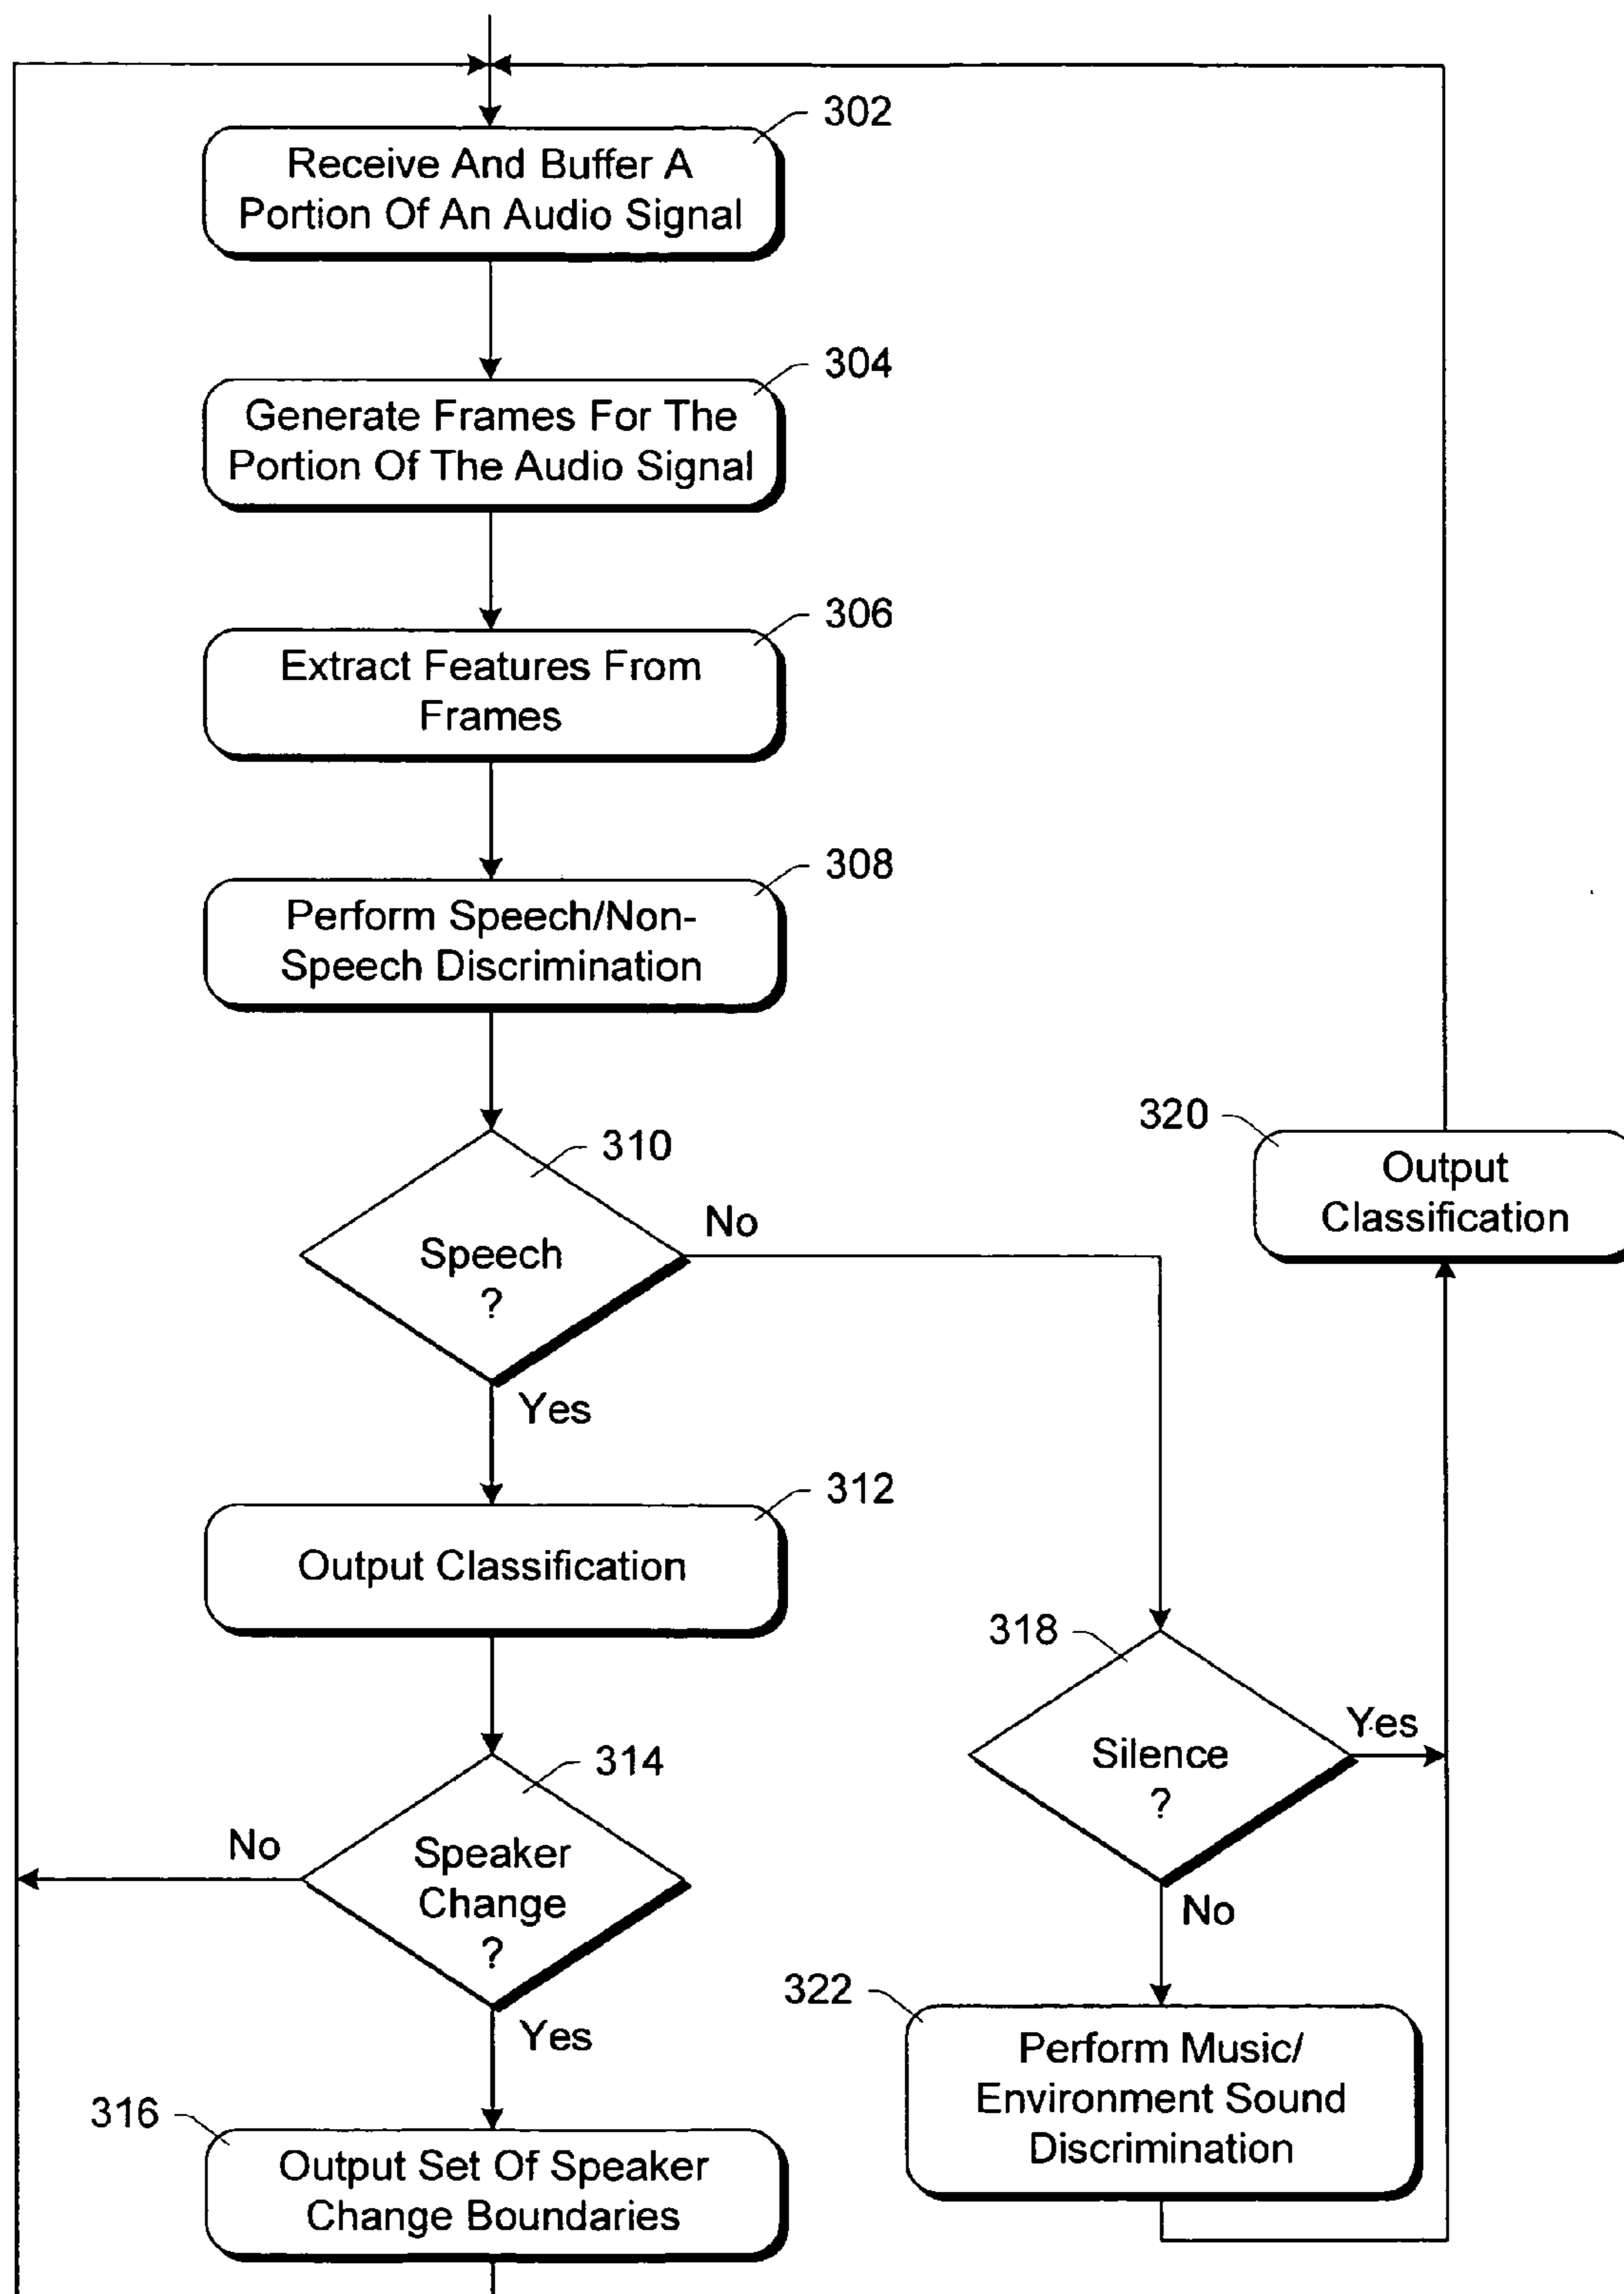 302
Receive And Buffer A
Portion Of An Audio Signal
304
Generate Frames For The
Portion Of The Audio Signal
306
Extract Features From
Frames
308
Perform Speech/Non-
Speech Discrimination
310
Speech
?
No
Yes
320
Output
Classification
312
Output Classification
318
Silence
?
Yes
No
314
Speaker
Change
?
No
Yes
322
Perform Music/
Environment Sound
Discrimination
316
Output Set Of Speaker
Change Boundaries